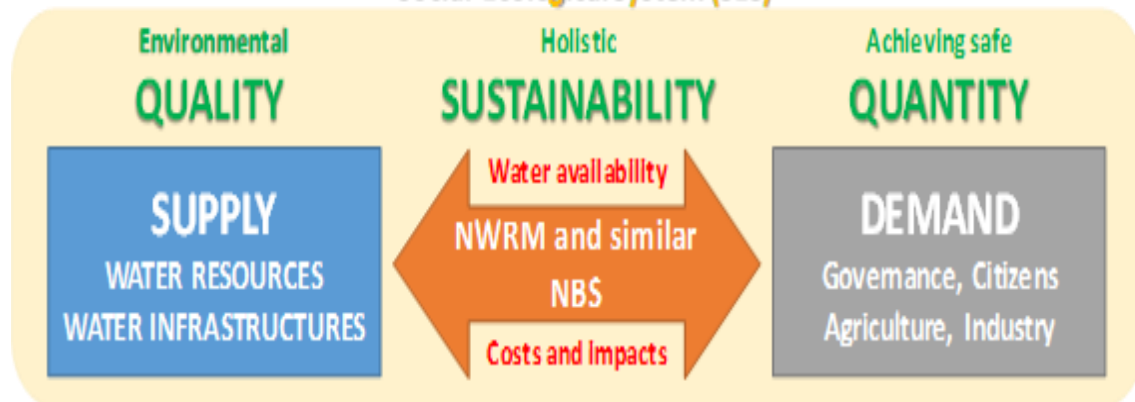 Environmental
QUALITY
Holistic
SUSTAINABILITY
Achieving safe
QUANTITY
SUPPLY
WATER RESOURCES
WATER INFRASTRUCTURES
Water availability
NWRM and similar
NBS
Costs and Impacts
DEMAND
Governance, Citizens
Agriculture, Industry